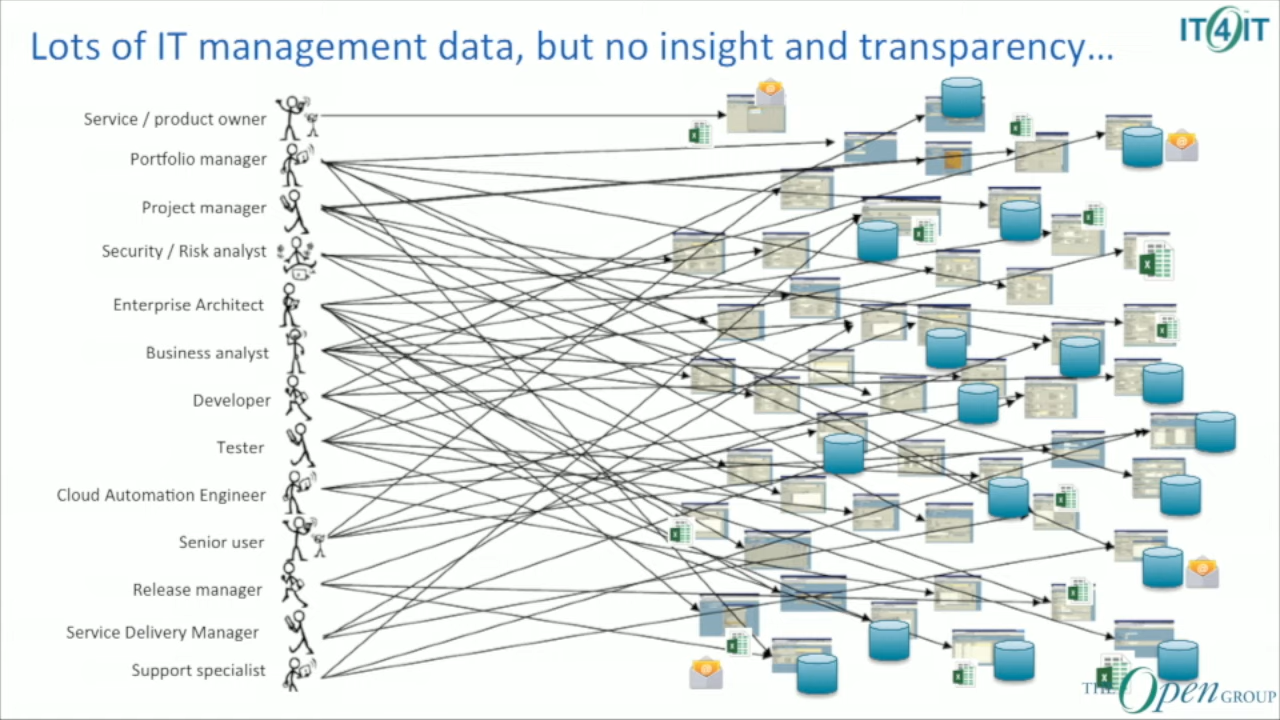 Lots of IT management data, but no insight and transparency...
IT4IT™
Service / product owner
Portfolio manager
Project manager
Security / Risk analyst
Enterprise Architect
Business analyst
Developer
Tester
Cloud Automation Engineer
Senior user
Release manager
Service Delivery Manager
Support specialist
THE Open GROUP